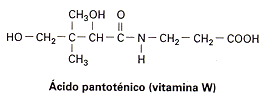 CH₃OH O
HO—CH₂—C—CH—C—N—CH₂—CH₂—COOH
CH₃ H
Ácido pantoténico (vitamina W)